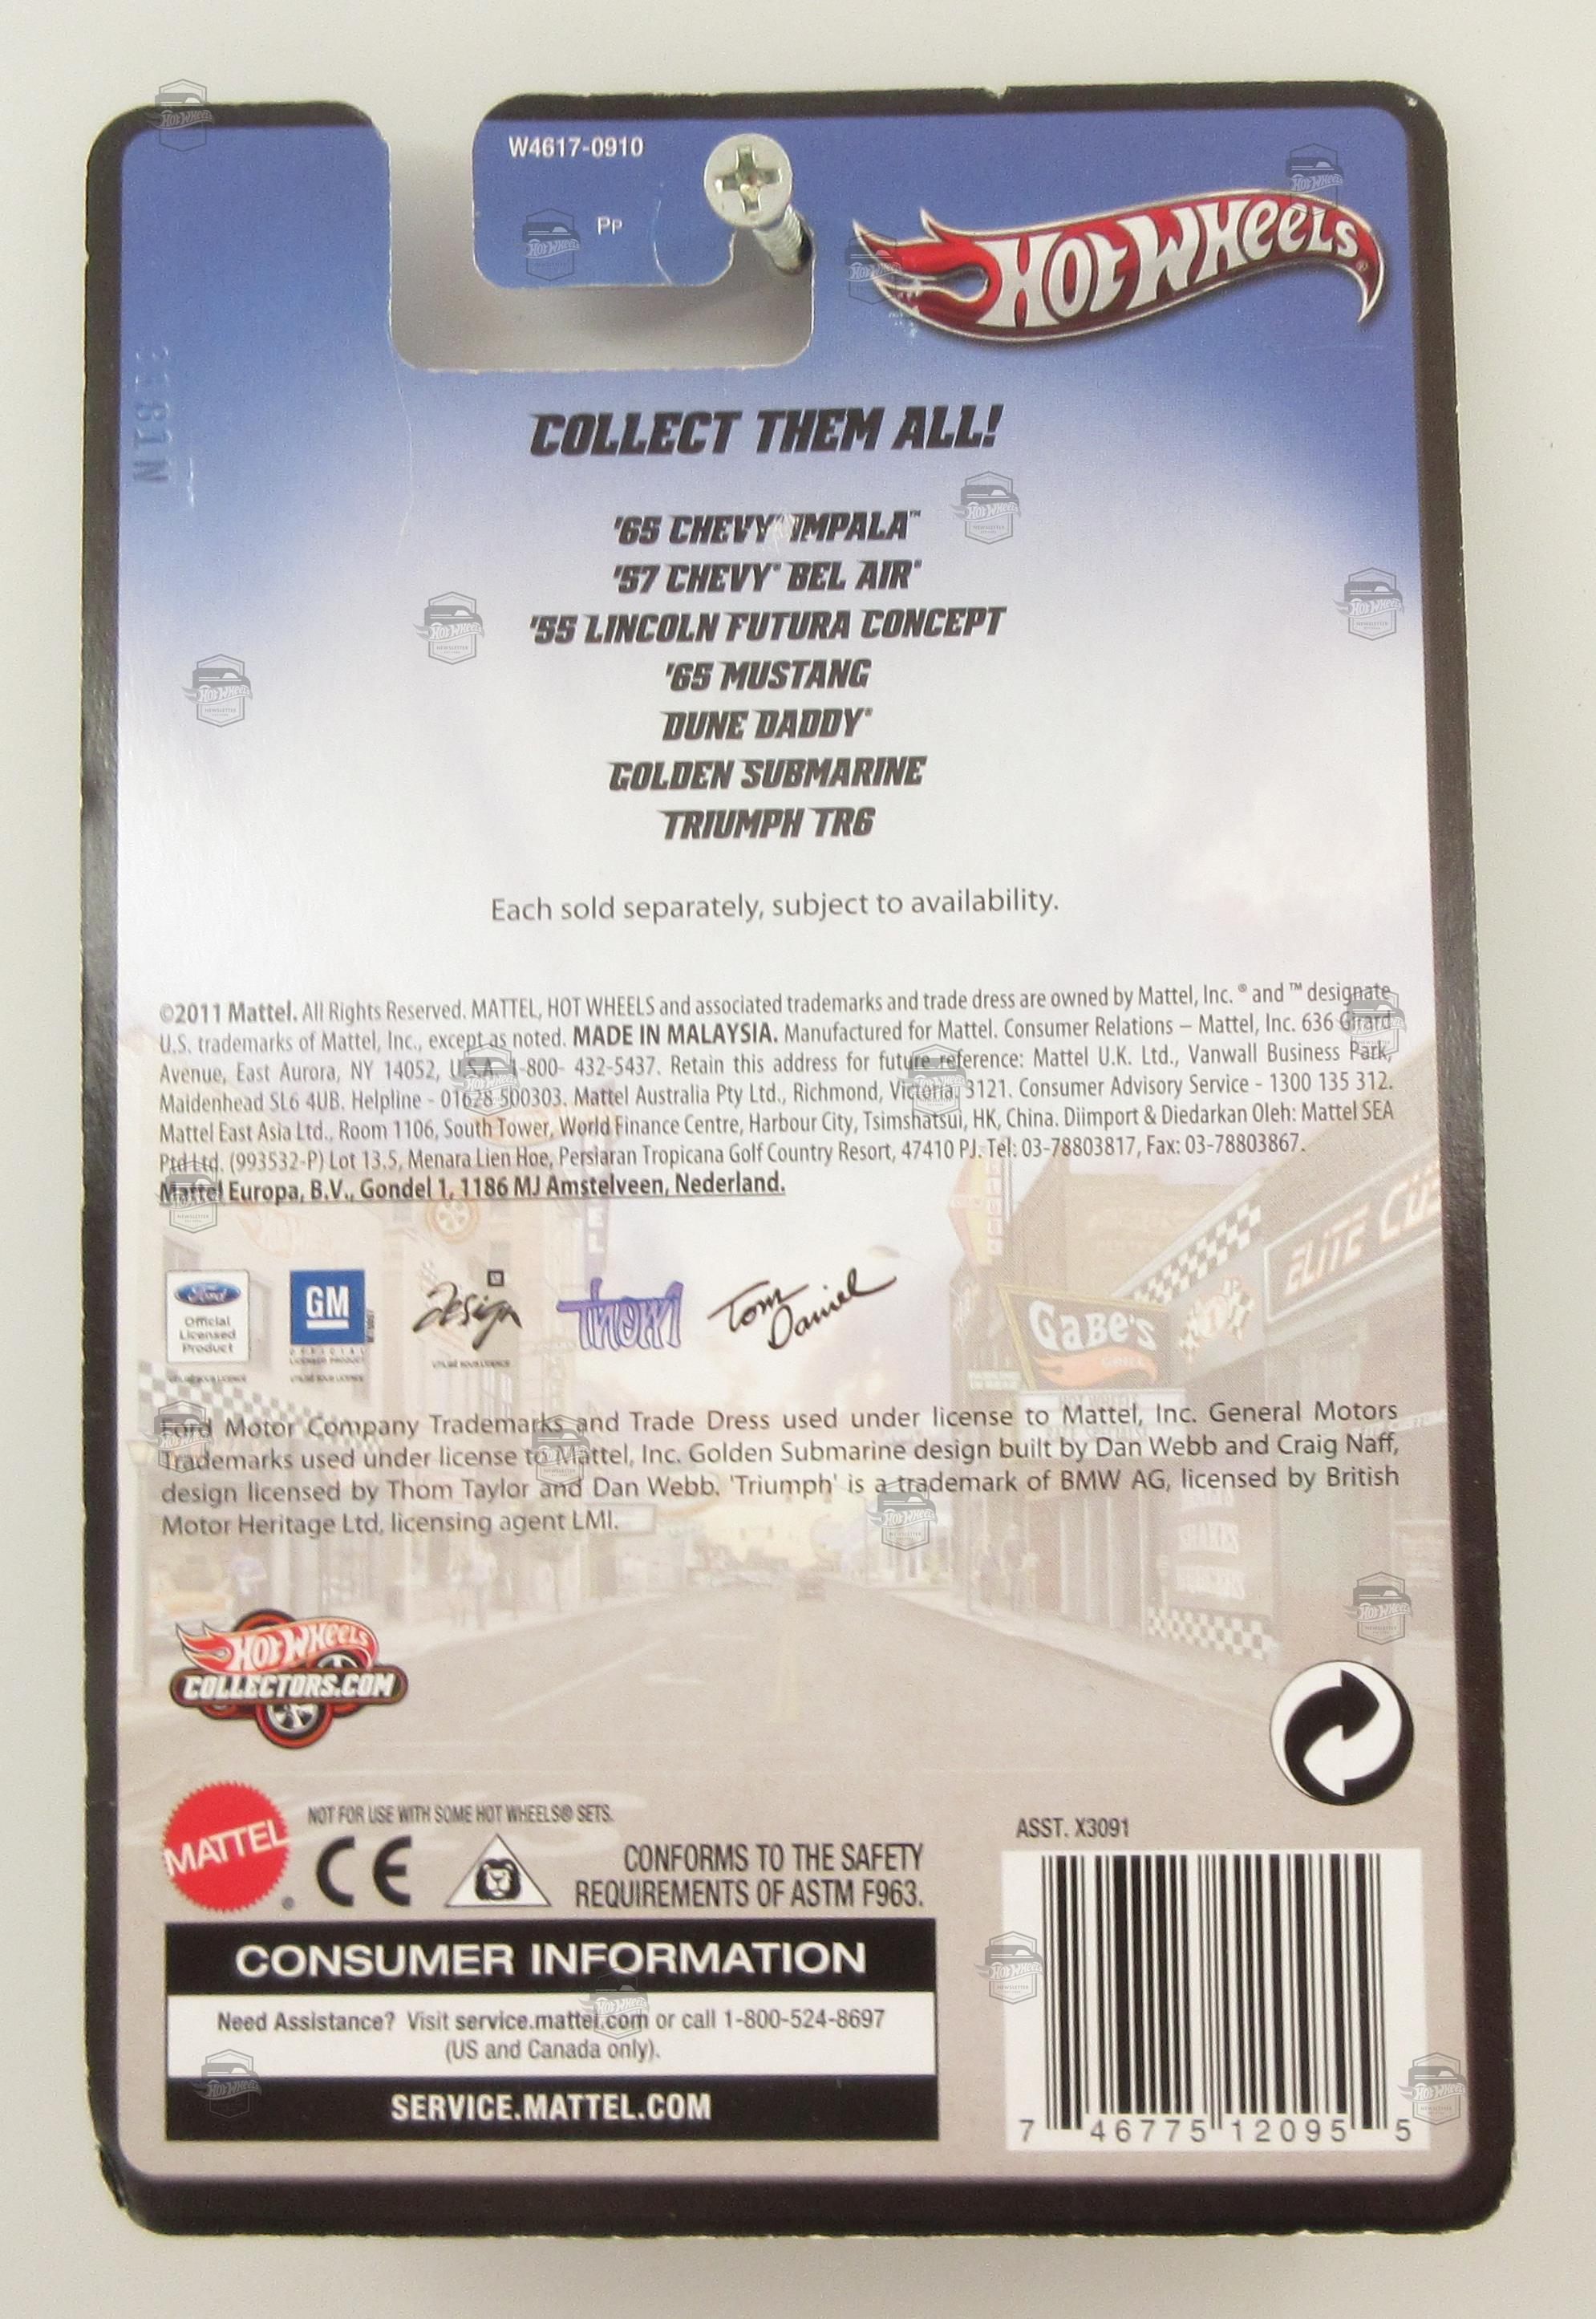 W4617-0910
Pp
HOT WHEELS®
COLLECT THEM ALL!
'65 CHEVY® IMPALA™
'57 CHEVY® BEL AIR®
'55 LINCOLN FUTURA CONCEPT
'65 MUSTANG
DUNE DADDY®
GOLDEN SUBMARINE
TRIUMPH TR6
Each sold separately, subject to availability.
©2011 Mattel. All Rights Reserved. MATTEL, HOT WHEELS and associated trademarks and trade dress are owned by Mattel, Inc. ® and ™ designate
U.S. trademarks of Mattel, Inc., except as noted. MADE IN MALAYSIA. Manufactured for Mattel. Consumer Relations – Mattel, Inc. 636 Girard
Avenue, East Aurora, NY 14052, U.S.A. 1-800- 432-5437. Retain this address for future reference: Mattel U.K. Ltd., Vanwall Business Park,
Maidenhead SL6 4UB. Helpline - 01628 500303. Mattel Australia Pty Ltd., Richmond, Victoria. 3121. Consumer Advisory Service - 1300 135 312.
Mattel East Asia Ltd., Room 1106, South Tower, World Finance Centre, Harbour City, Tsimshatsui, HK, China. Diimport & Diedarkan Oleh: Mattel SEA
Ptd Ltd. (993532-P) Lot 13.5, Menara Lien Hoe, Persiaran Tropicana Golf Country Resort, 47410 PJ. Tel: 03-78803817, Fax: 03-78803867.
Mattel Europa, B.V., Gondel 1, 1186 MJ Amstelveen, Nederland.
ELITE
GABE'S
GRILL
Ford
Official
Licensed
Product
GM
OFFICIAL
LICENSED PRODUCT
UTILISÉ SOUS LICENCE
Design
UTILISÉ SOUS LICENCE
thom
Tom
Daniel
Ford Motor Company Trademarks and Trade Dress used under license to Mattel, Inc. General Motors
Trademarks used under license to Mattel, Inc. Golden Submarine design built by Dan Webb and Craig Naff,
design licensed by Thom Taylor and Dan Webb. 'Triumph' is a trademark of BMW AG, licensed by British
Motor Heritage Ltd, licensing agent LMI.
HOT WHEELS
COLLECTORS.COM
MATTEL®
NOT FOR USE WITH SOME HOT WHEELS® SETS.
CE
CONFORMS TO THE SAFETY
REQUIREMENTS OF ASTM F963.
ASST. X3091
CONSUMER INFORMATION
Need Assistance? Visit service.mattel.com or call 1-800-524-8697
(US and Canada only).
SERVICE.MATTEL.COM
7 46775 12095 5